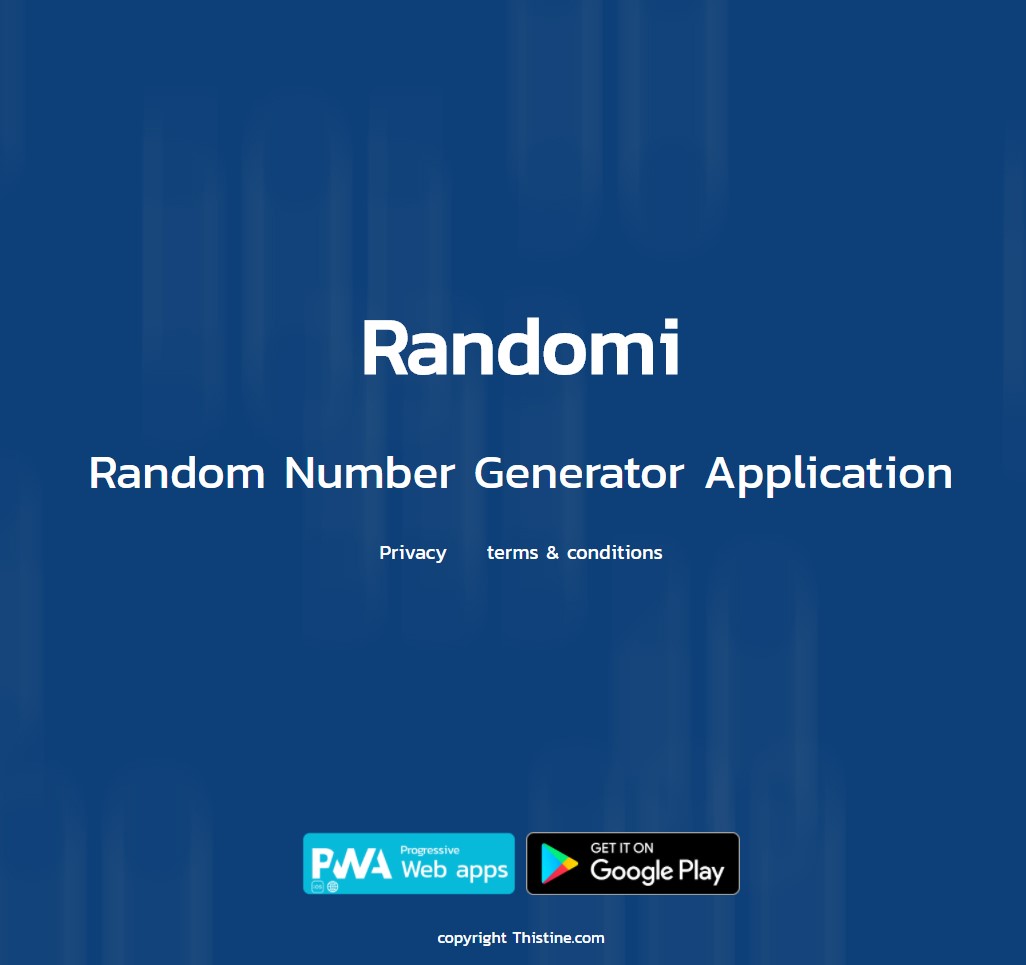 Randomi
Random Number Generator Application
Privacy terms & conditions
PWA Progressive Web apps
GET IT ON
Google Play
copyright Thistine.com